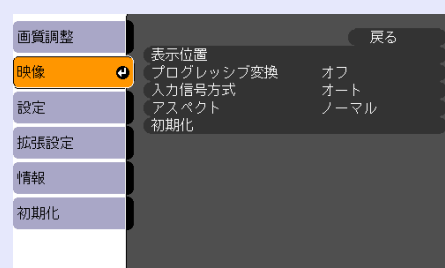 画質調整
映像
設定
拡張設定
情報
初期化
戻る
表示位置
プログレッシブ変換 オフ
入力信号方式 オート
アスペクト ノーマル
初期化